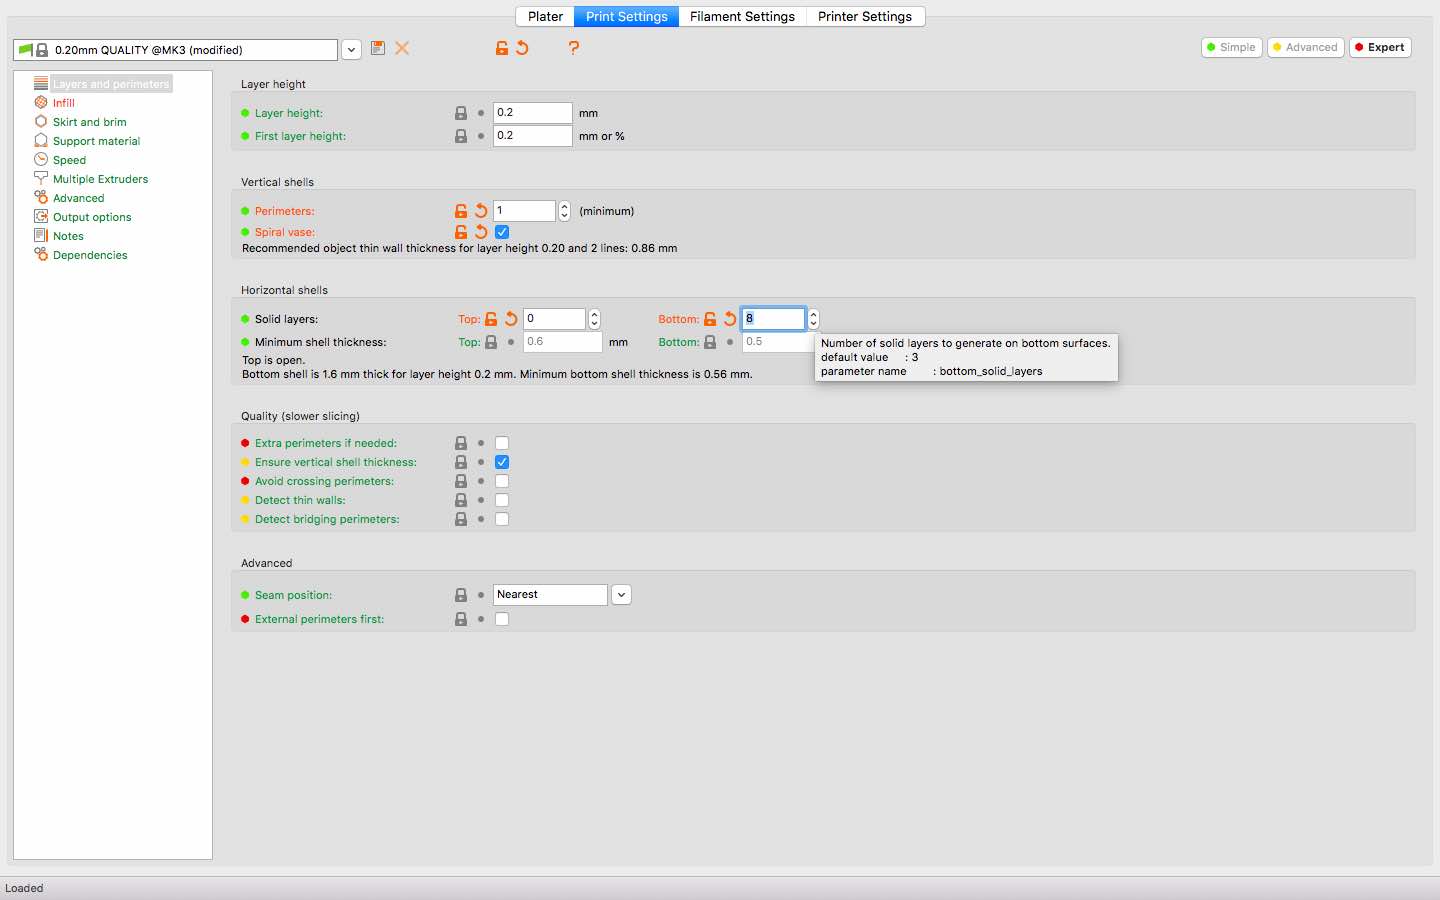 Plater Print Settings Filament Settings Printer Settings
0.20mm QUALITY @MK3 (modified) ? Simple Advanced Expert
Layers and perimeters
Infill
Skirt and brim
Support material
Speed
Multiple Extruders
Advanced
Output options
Notes
Dependencies
Layer height
Layer height: 0.2 mm
First layer height: 0.2 mm or %
Vertical shells
Perimeters: 1 (minimum)
Spiral vase:
Recommended object thin wall thickness for layer height 0.20 and 2 lines: 0.86 mm
Horizontal shells
Solid layers: Top: 0 Bottom: 8
Minimum shell thickness: Top: 0.6 mm Bottom: 0.5
Top is open.
Bottom shell is 1.6 mm thick for layer height 0.2 mm. Minimum bottom shell thickness is 0.56 mm.
Number of solid layers to generate on bottom surfaces.
default value : 3
parameter name : bottom_solid_layers
Quality (slower slicing)
Extra perimeters if needed:
Ensure vertical shell thickness:
Avoid crossing perimeters:
Detect thin walls:
Detect bridging perimeters:
Advanced
Seam position: Nearest
External perimeters first:
Loaded